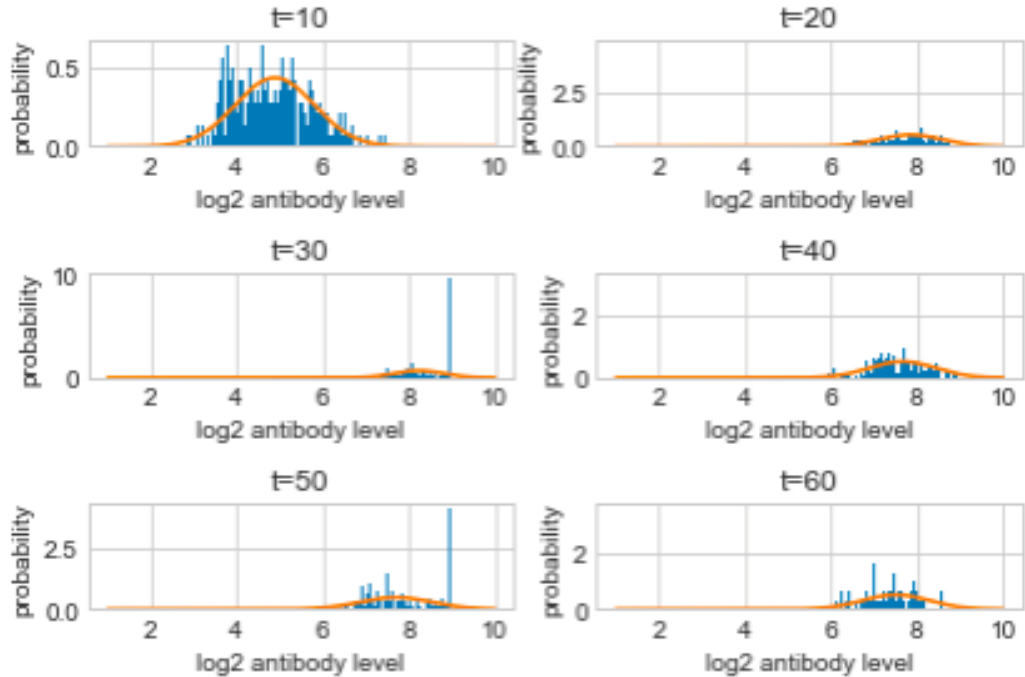 t=10
probability
0.5
0.0
2 4 6 8 10
log2 antibody level
t=20
probability
2.5
0.0
2 4 6 8 10
log2 antibody level
t=30
probability
10
0
2 4 6 8 10
log2 antibody level
t=40
probability
2
0
2 4 6 8 10
log2 antibody level
t=50
probability
2.5
0.0
2 4 6 8 10
log2 antibody level
t=60
probability
2
0
2 4 6 8 10
log2 antibody level